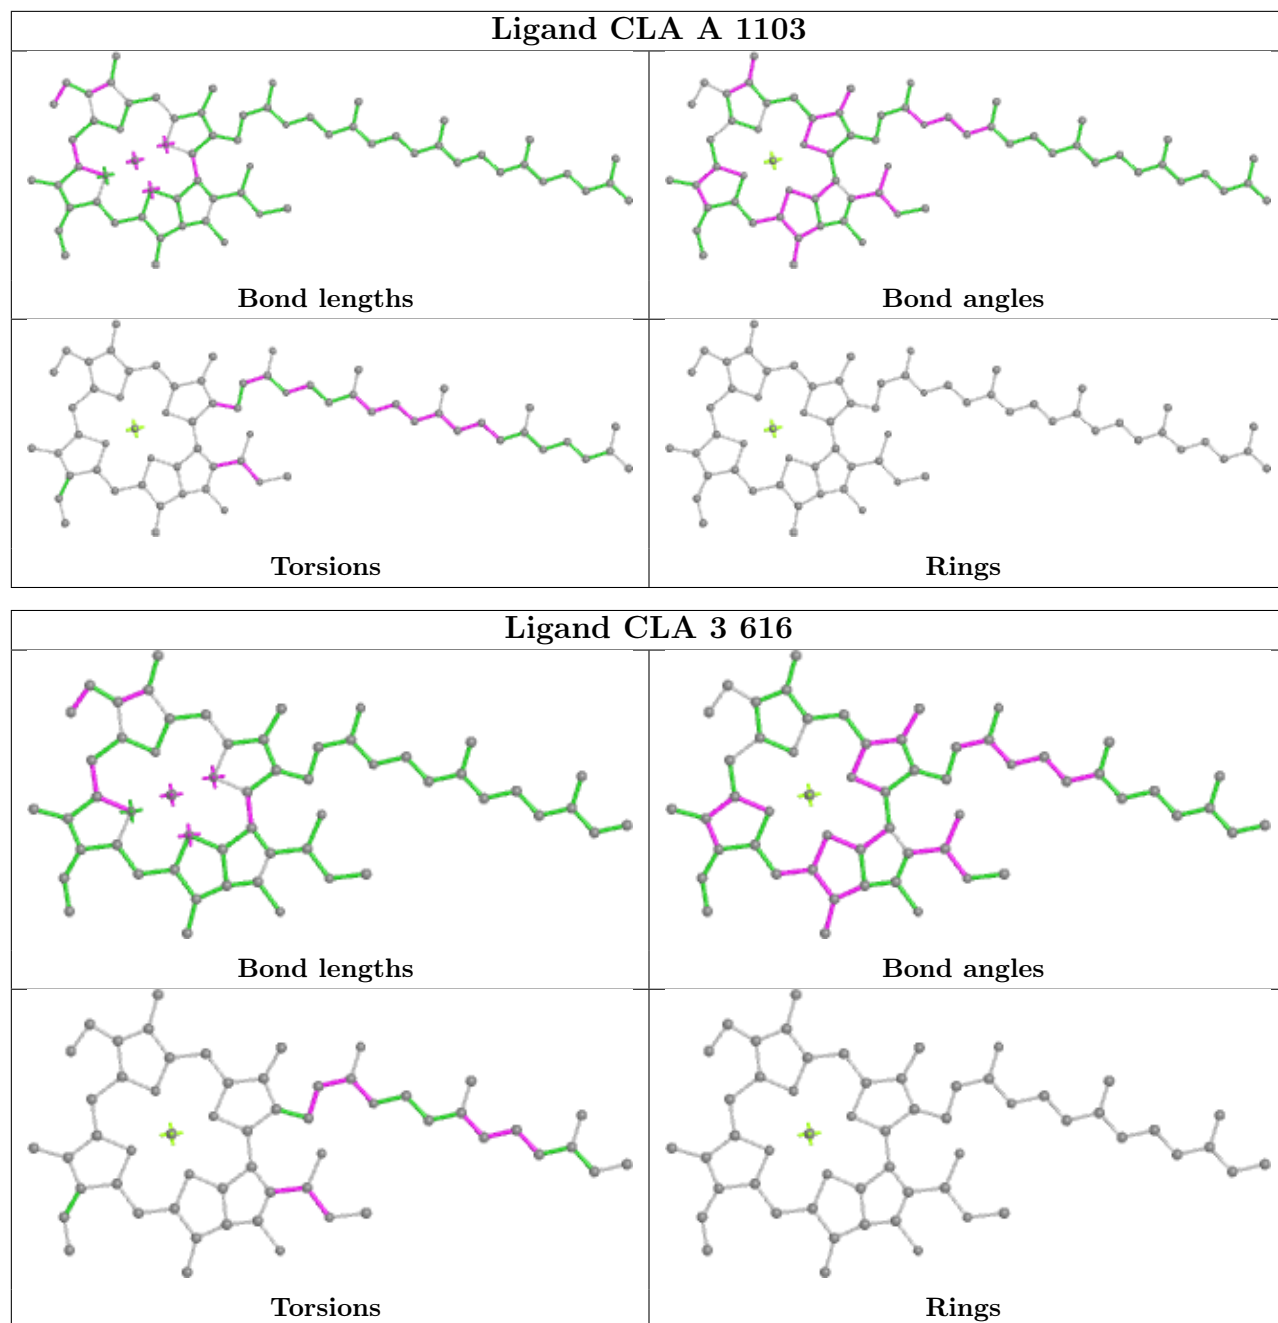 Ligand CLA A 1103
Bond lengths
Bond angles
Torsions
Rings
Ligand CLA 3 616
Bond lengths
Bond angles
Torsions
Rings